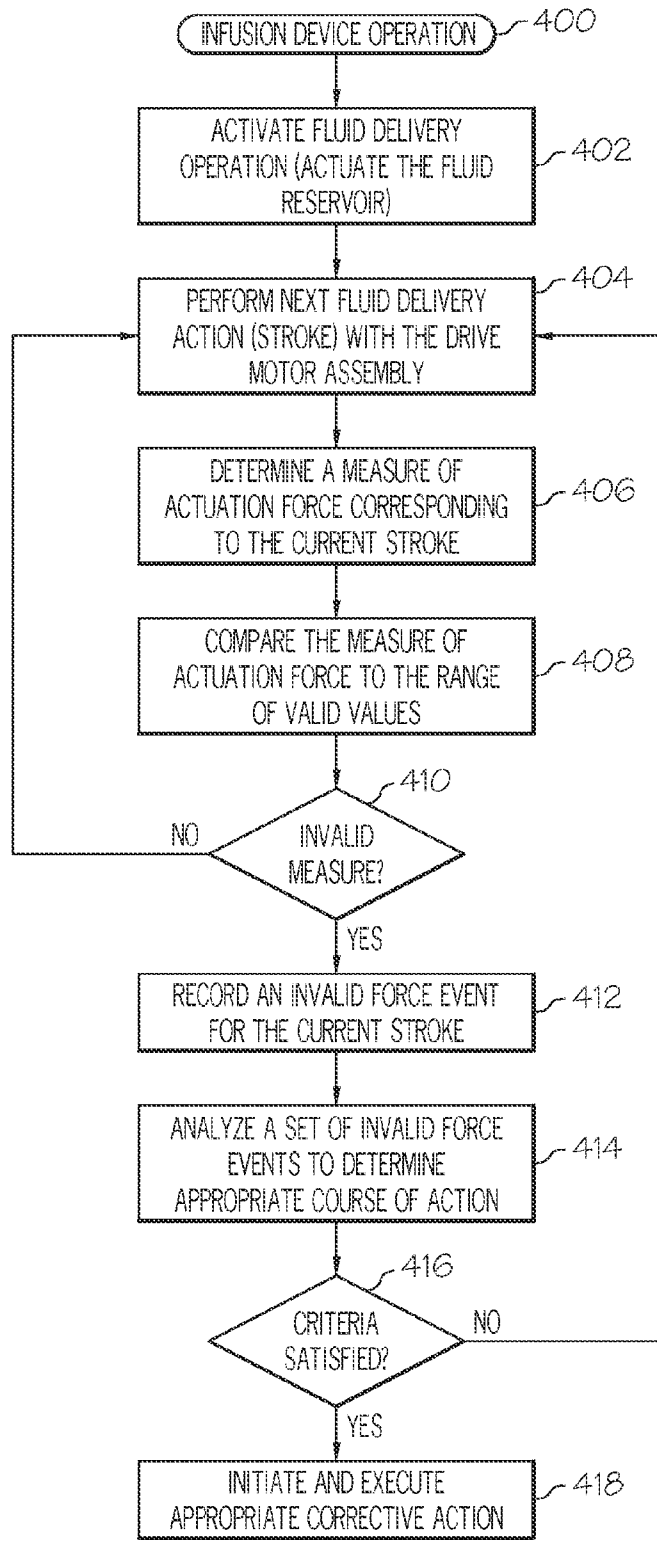 INFUSION DEVICE OPERATION
400
ACTIVATE FLUID DELIVERY
OPERATION (ACTUATE THE FLUID
RESERVOIR)
402
PERFORM NEXT FLUID DELIVERY
ACTION (STROKE) WITH THE DRIVE
MOTOR ASSEMBLY
404
DETERMINE A MEASURE OF
ACTUATION FORCE CORRESPONDING
TO THE CURRENT STROKE
406
COMPARE THE MEASURE OF
ACTUATION FORCE TO THE RANGE
OF VALID VALUES
408
410
NO
INVALID
MEASURE?
YES
RECORD AN INVALID FORCE EVENT
FOR THE CURRENT STROKE
412
ANALYZE A SET OF INVALID FORCE
EVENTS TO DETERMINE
APPROPRIATE COURSE OF ACTION
414
416
CRITERIA
SATISFIED?
NO
YES
INITIATE AND EXECUTE
APPROPRIATE CORRECTIVE ACTION
418